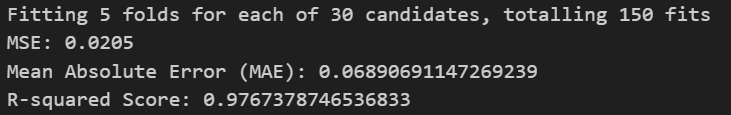 Fitting 5 folds for each of 30 candidates, totalling 150 fits
MSE: 0.0205
Mean Absolute Error (MAE): 0.06890691147269239
R-squared Score: 0.9767378746536833